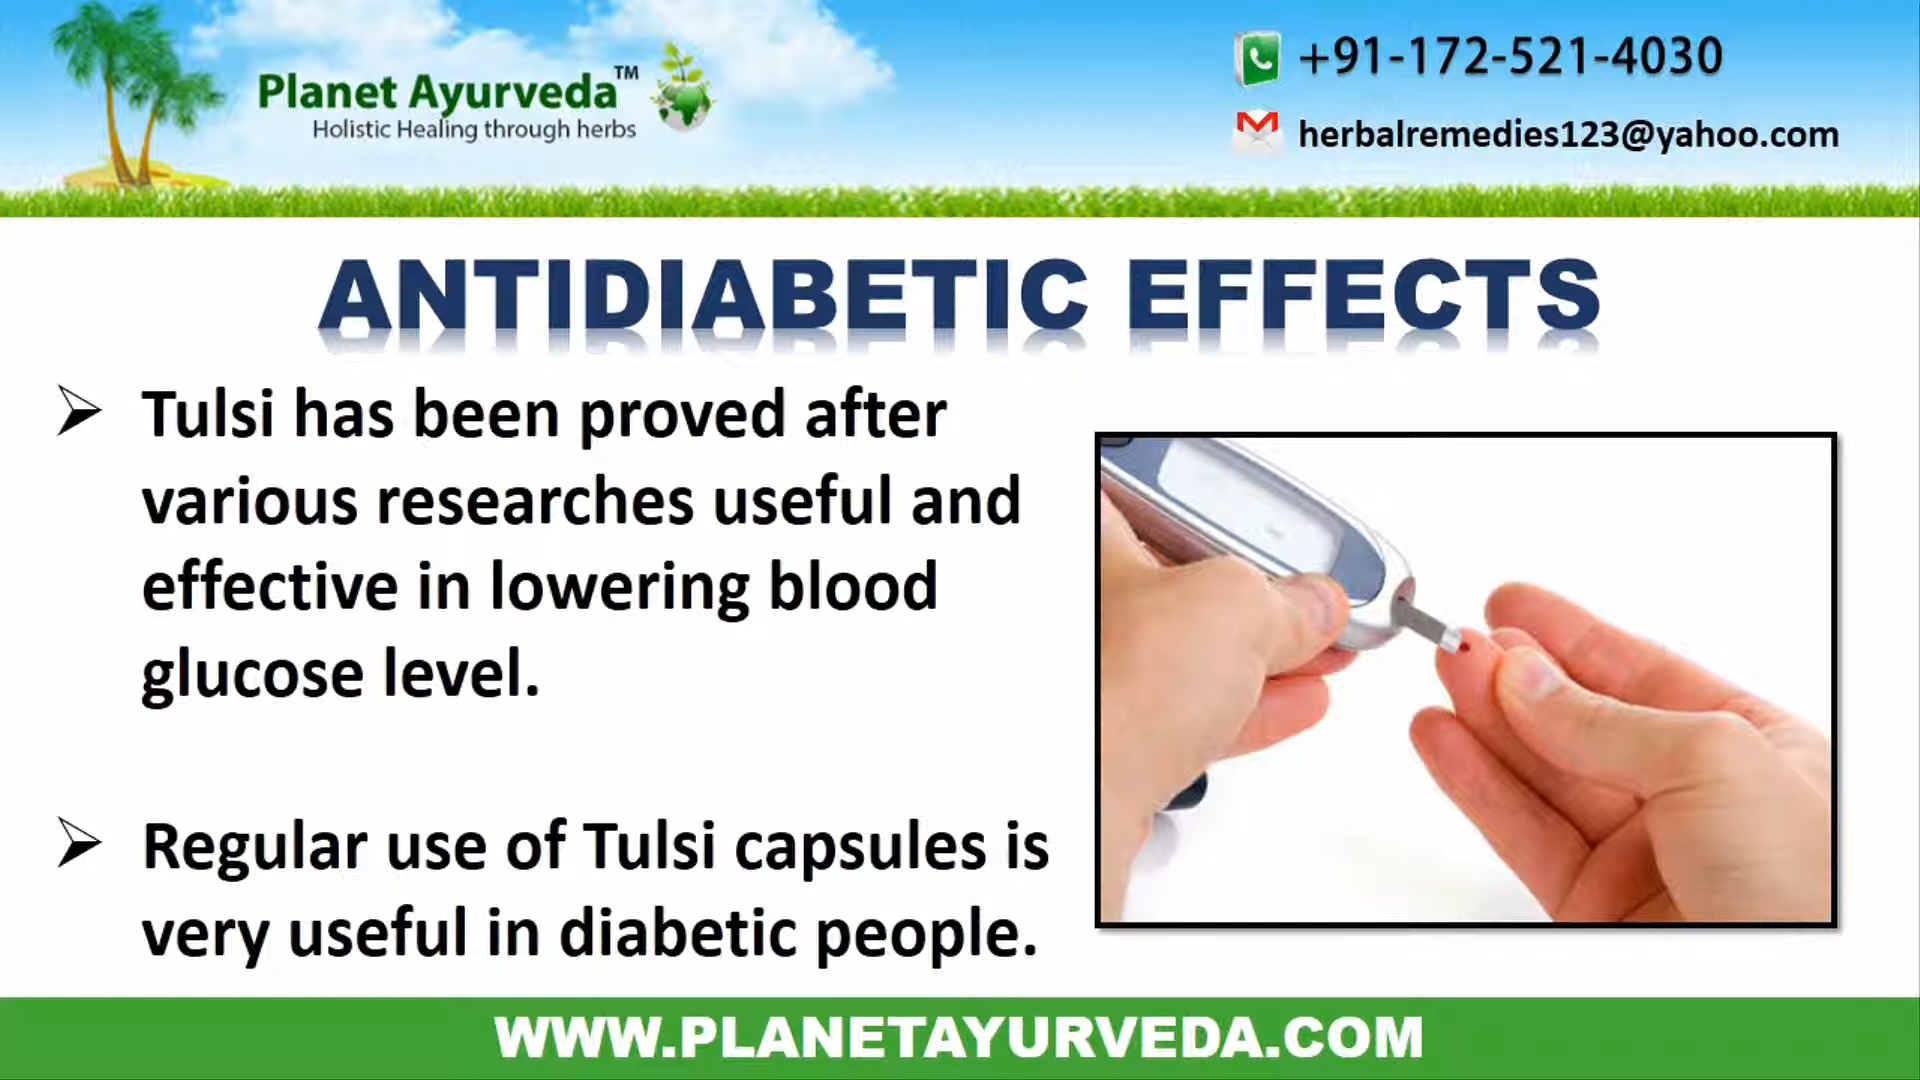 Planet Ayurveda™
Holistic Healing through herbs
+91-172-521-4030
herbalremedies123@yahoo.com
ANTIDIABETIC EFFECTS
➢ Tulsi has been proved after
various researches useful and
effective in lowering blood
glucose level.
➢ Regular use of Tulsi capsules is
very useful in diabetic people.
WWW.PLANETAYURVEDA.COM